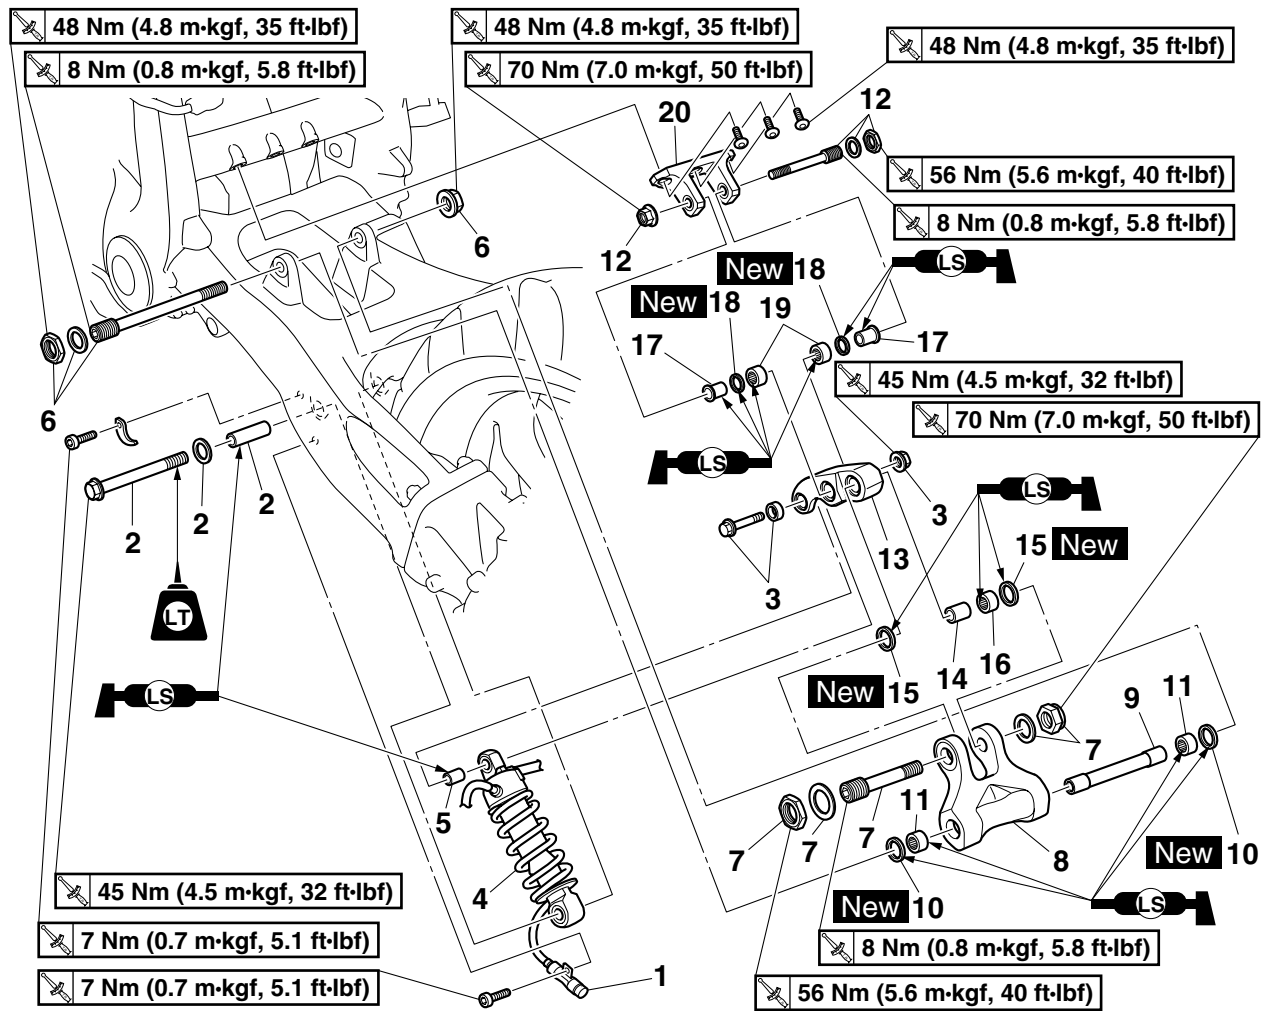 48 Nm (4.8 m•kgf, 35 ft•lbf)
8 Nm (0.8 m•kgf, 5.8 ft•lbf)
48 Nm (4.8 m•kgf, 35 ft•lbf)
70 Nm (7.0 m•kgf, 50 ft•lbf)
48 Nm (4.8 m•kgf, 35 ft•lbf)
20
12
56 Nm (5.6 m•kgf, 40 ft•lbf)
8 Nm (0.8 m•kgf, 5.8 ft•lbf)
6
12
LS
New 18
New 18
19
17
17
45 Nm (4.5 m•kgf, 32 ft•lbf)
70 Nm (7.0 m•kgf, 50 ft•lbf)
6
LS
LS
2
2
2
3
13
15 New
3
LT
14
16
New 15
LS
9
11
7
5
11
7
7
7
8
New 10
4
New 10
LS
45 Nm (4.5 m•kgf, 32 ft•lbf)
7 Nm (0.7 m•kgf, 5.1 ft•lbf)
8 Nm (0.8 m•kgf, 5.8 ft•lbf)
7 Nm (0.7 m•kgf, 5.1 ft•lbf)
1
56 Nm (5.6 m•kgf, 40 ft•lbf)